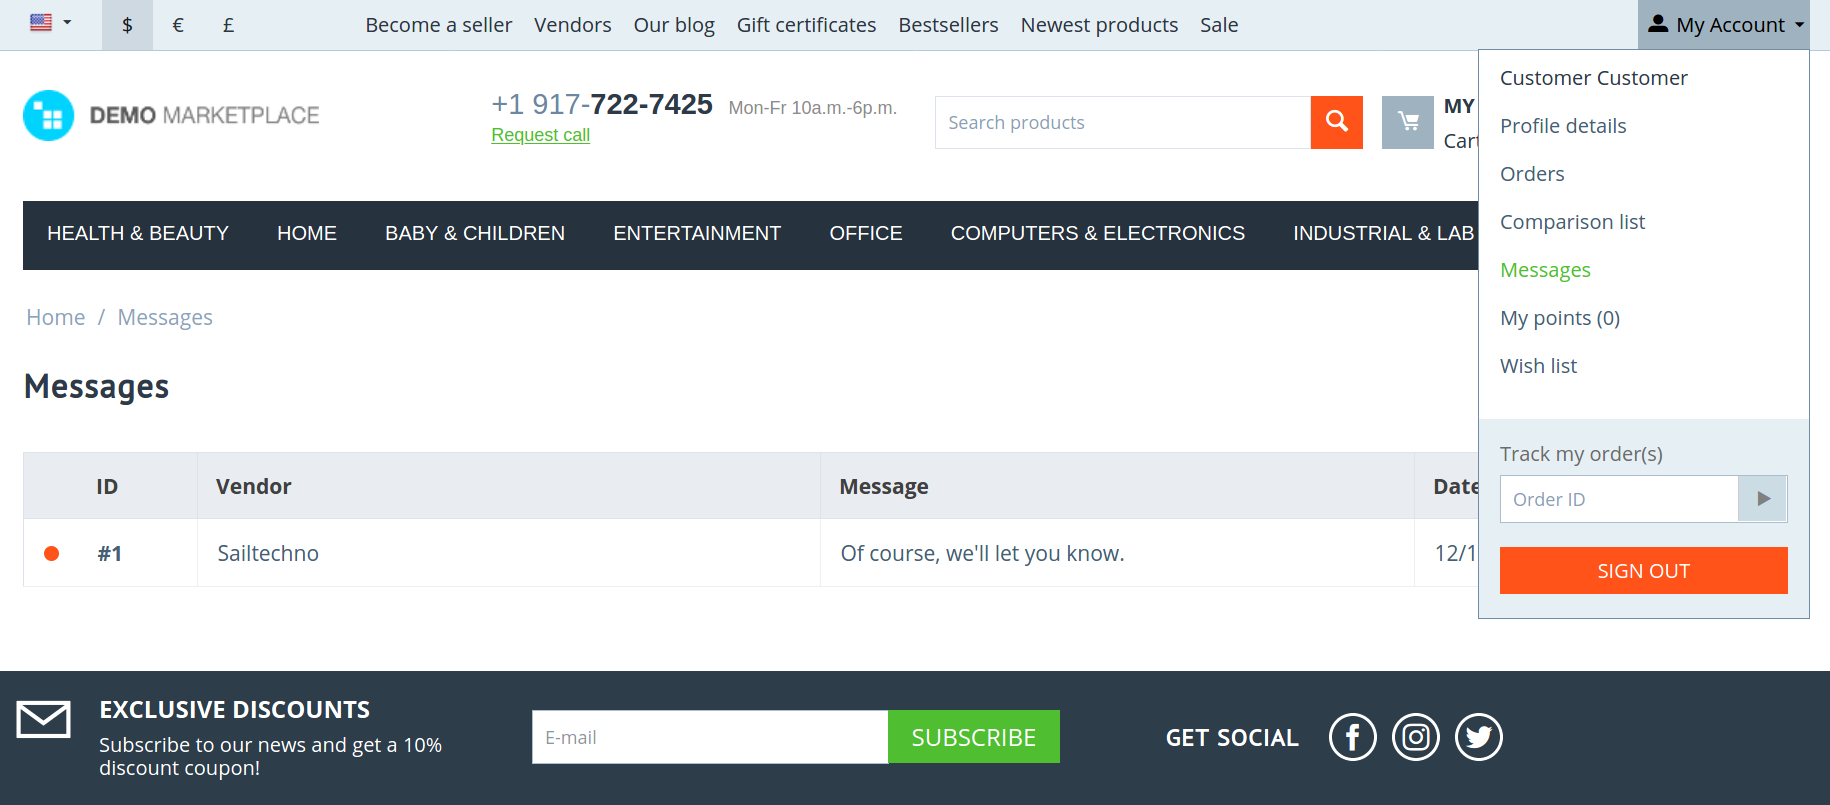 $ € £ Become a seller Vendors Our blog Gift certificates Bestsellers Newest products Sale My Account
Customer Customer
Profile details
Orders
Comparison list
Messages
My points (0)
Wish list
Track my order(s)
Order ID
SIGN OUT
DEMO MARKETPLACE
+1 917-722-7425 Mon-Fr 10a.m.-6p.m.
Request call
Search products
MY
Cart
HEALTH & BEAUTY HOME BABY & CHILDREN ENTERTAINMENT OFFICE COMPUTERS & ELECTRONICS INDUSTRIAL & LAB
Home / Messages
Messages
ID Vendor Message Date
#1 Sailtechno Of course, we'll let you know. 12/1
EXCLUSIVE DISCOUNTS
Subscribe to our news and get a 10%
discount coupon!
E-mail
SUBSCRIBE
GET SOCIAL